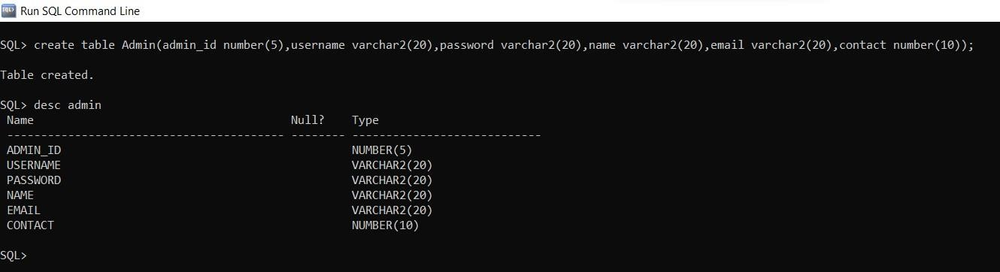 Run SQL Command Line
SQL> create table Admin(admin_id number(5),username varchar2(20),password varchar2(20),name varchar2(20),email varchar2(20),contact number(10));
Table created.
SQL> desc admin
Name Null? Type
----------------------------------------- -------- ----------------------------
ADMIN_ID NUMBER(5)
USERNAME VARCHAR2(20)
PASSWORD VARCHAR2(20)
NAME VARCHAR2(20)
EMAIL VARCHAR2(20)
CONTACT NUMBER(10)
SQL>